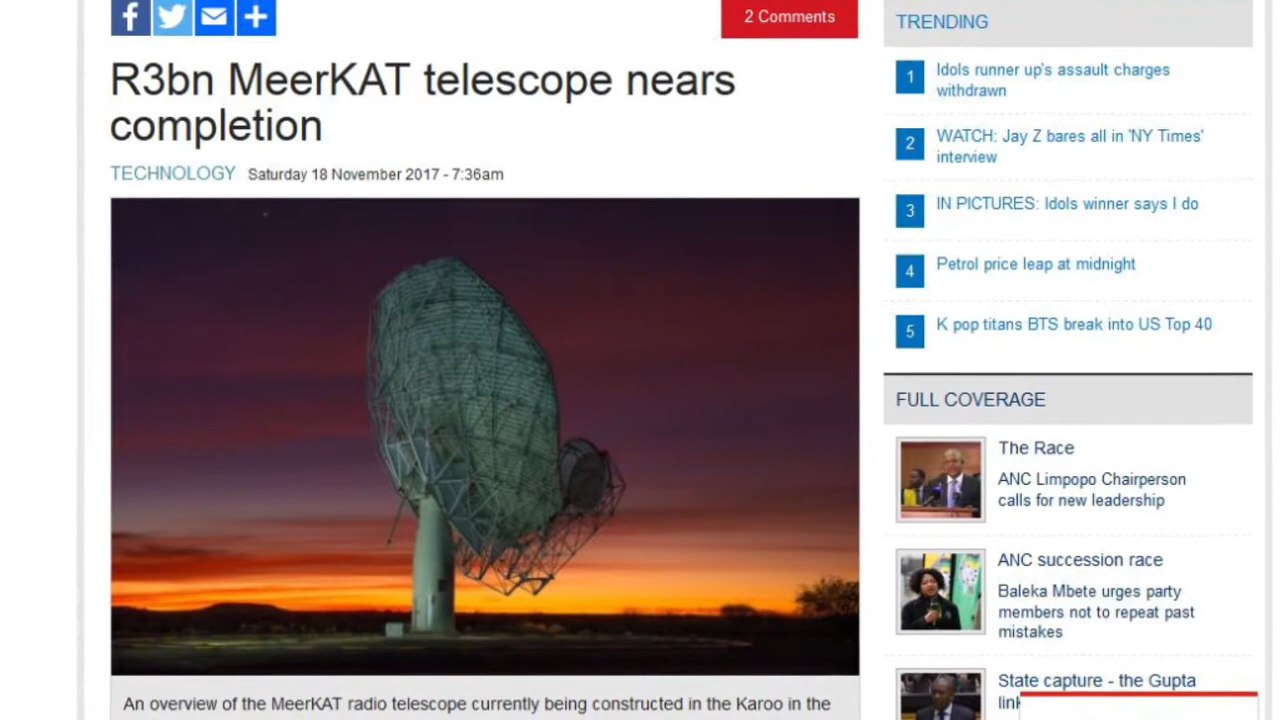 2 Comments
R3bn MeerKAT telescope nears
completion
TECHNOLOGY Saturday 18 November 2017 - 7:36am
An overview of the MeerKAT radio telescope currently being constructed in the Karoo in the
TRENDING
1 Idols runner up's assault charges
withdrawn
2 WATCH: Jay Z bares all in 'NY Times'
interview
3 IN PICTURES: Idols winner says I do
4 Petrol price leap at midnight
5 K pop titans BTS break into US Top 40
FULL COVERAGE
The Race
ANC Limpopo Chairperson
calls for new leadership
ANC succession race
Baleka Mbete urges party
members not to repeat past
mistakes
State capture - the Gupta